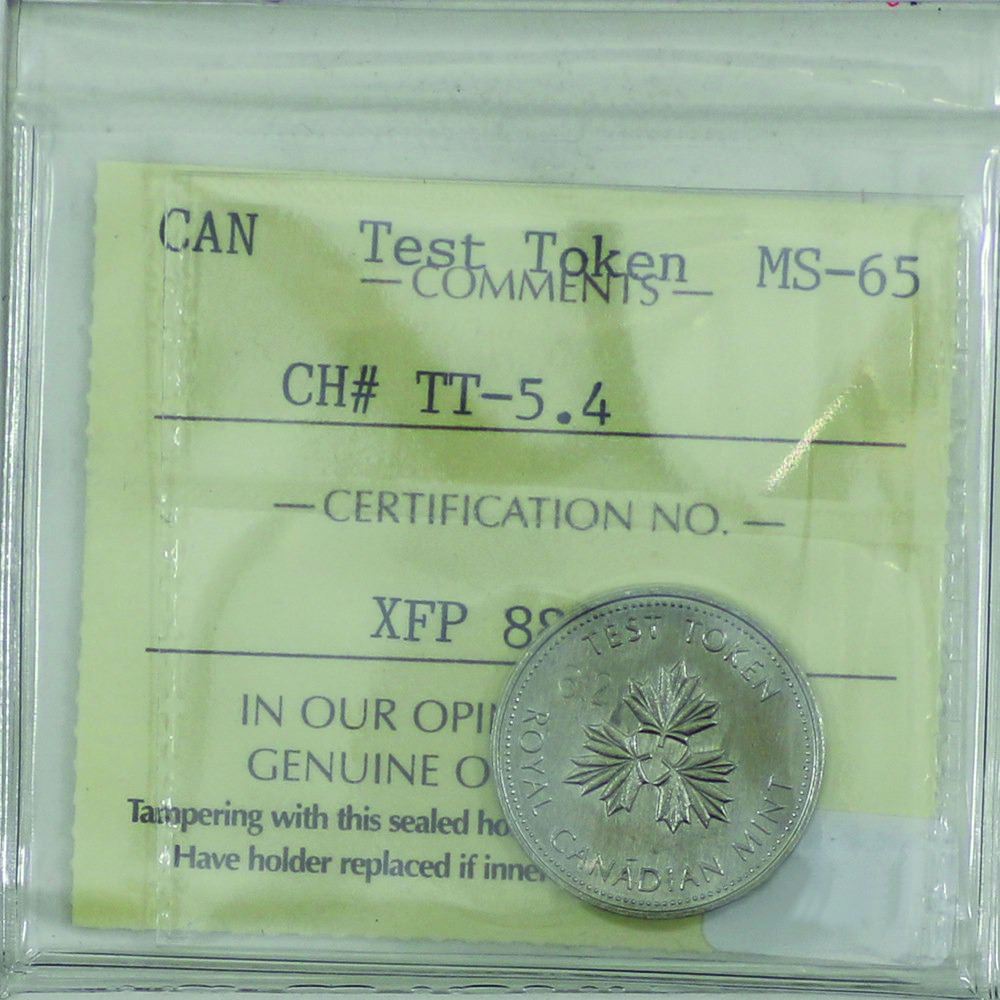 CAN Test Token MS-65
— COMMENTS —
CH# TT-5.4
— CERTIFICATION NO. —
XFP 88
IN OUR OPI
GENUINE O
Tampering with this sealed ho
Have holder replaced if inner
TEST TOKEN
ROYAL CANADIAN MINT